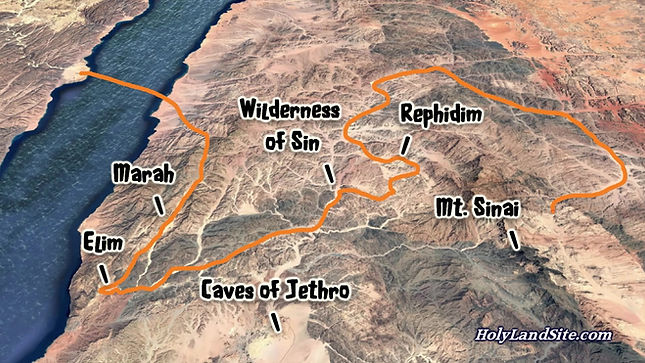 Wilderness
of Sin
Rephidim
Marah
Mt. Sinai
Elim
Caves of Jethro
HolyLandSite.com